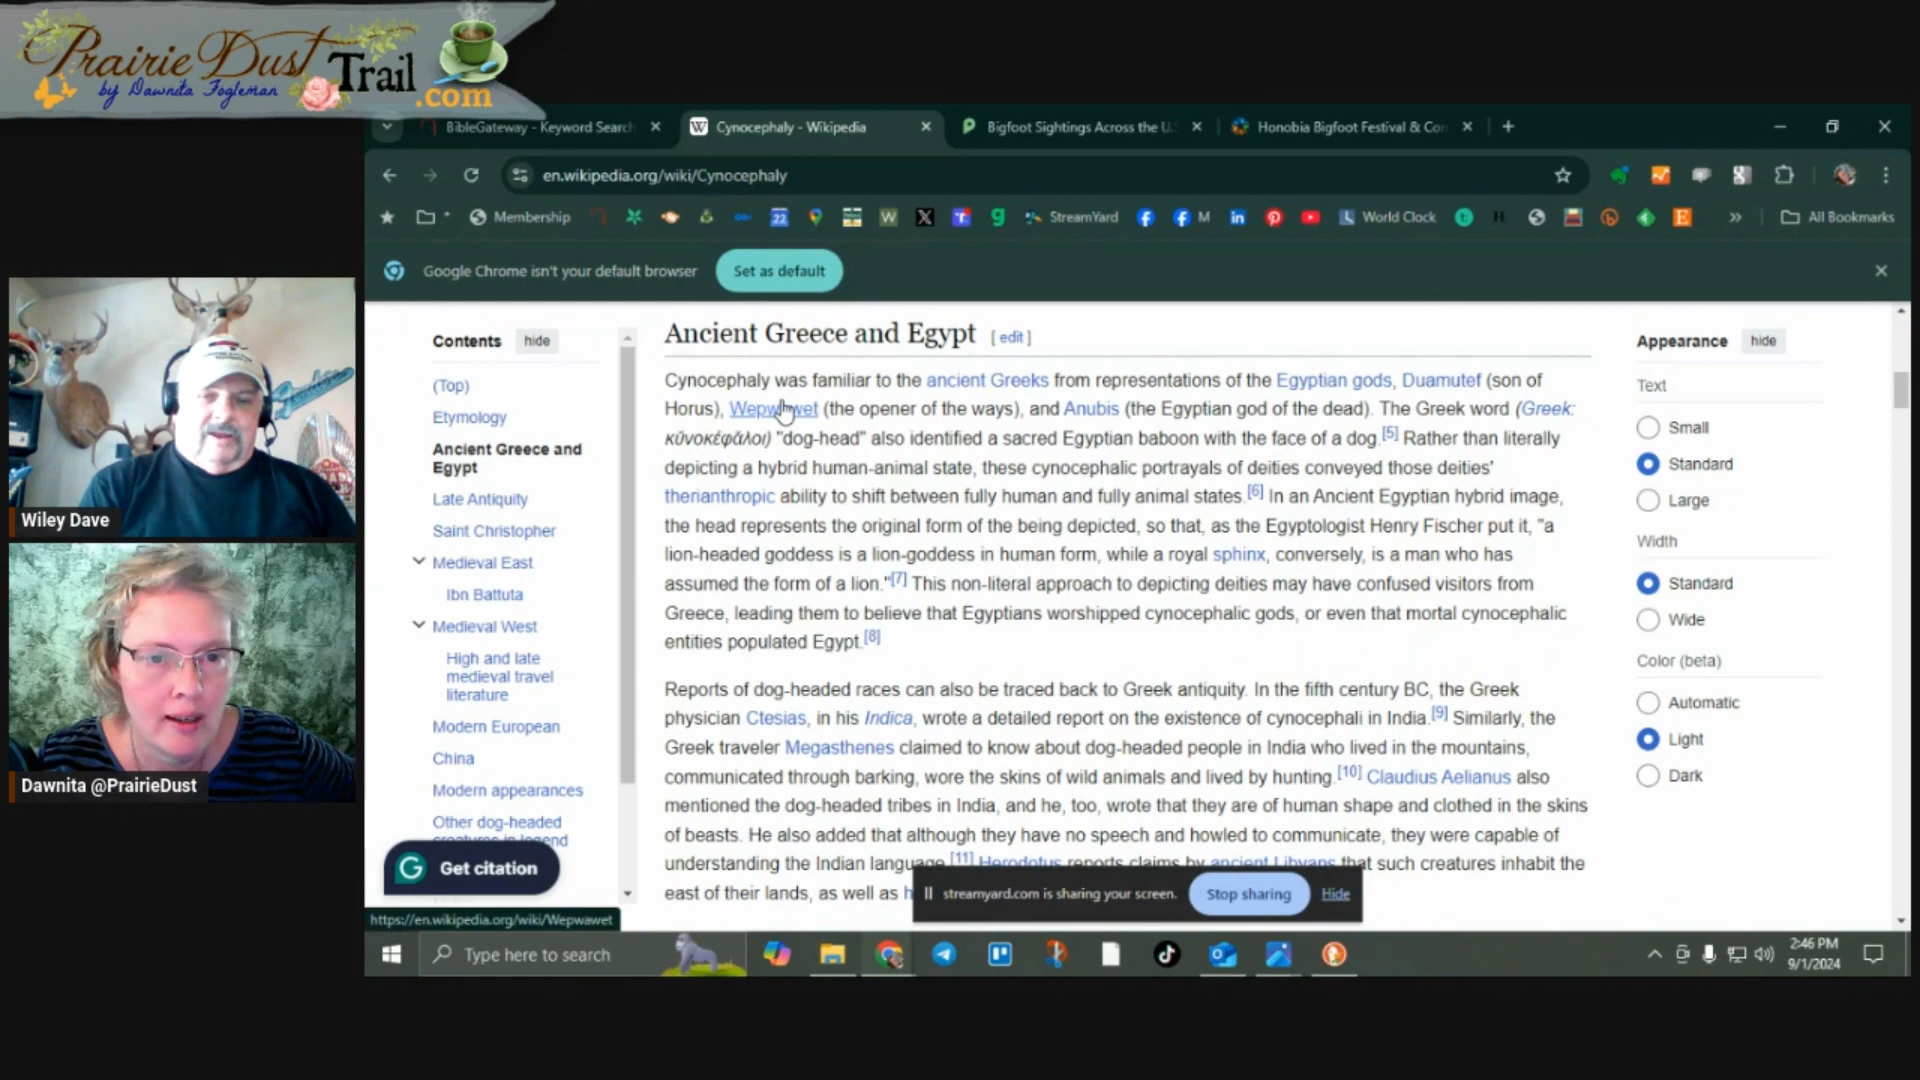 Prairie Dust Trail
by Dawnita Fogleman
.com
BibleGateway - Keyword Search
Cynocephaly - Wikipedia
Bigfoot Sightings Across the U.
Honobia Bigfoot Festival & Con
en.wikipedia.org/wiki/Cynocephaly
Membership
22
StreamYard
M
World Clock
All Bookmarks
Google Chrome isn't your default browser
Set as default
Contents
hide
(Top)
Etymology
Ancient Greece and
Egypt
Late Antiquity
Saint Christopher
Medieval East
Ibn Battuta
Medieval West
High and late
medieval travel
literature
Modern European
China
Modern appearances
Other dog-headed
creatures in legend
Get citation
https://en.wikipedia.org/wiki/Wepwawet
Ancient Greece and Egypt [ edit ]
Cynocephaly was familiar to the ancient Greeks from representations of the Egyptian gods, Duamutef (son of
Horus), Wepwawet (the opener of the ways), and Anubis (the Egyptian god of the dead). The Greek word (Greek:
κῠνοκέφᾰλοι) "dog-head" also identified a sacred Egyptian baboon with the face of a dog.[5] Rather than literally
depicting a hybrid human-animal state, these cynocephalic portrayals of deities conveyed those deities'
therianthropic ability to shift between fully human and fully animal states.[6] In an Ancient Egyptian hybrid image,
the head represents the original form of the being depicted, so that, as the Egyptologist Henry Fischer put it, "a
lion-headed goddess is a lion-goddess in human form, while a royal sphinx, conversely, is a man who has
assumed the form of a lion."[7] This non-literal approach to depicting deities may have confused visitors from
Greece, leading them to believe that Egyptians worshipped cynocephalic gods, or even that mortal cynocephalic
entities populated Egypt.[8]
Reports of dog-headed races can also be traced back to Greek antiquity. In the fifth century BC, the Greek
physician Ctesias, in his Indica, wrote a detailed report on the existence of cynocephali in India.[9] Similarly, the
Greek traveler Megasthenes claimed to know about dog-headed people in India who lived in the mountains,
communicated through barking, wore the skins of wild animals and lived by hunting.[10] Claudius Aelianus also
mentioned the dog-headed tribes in India, and he, too, wrote that they are of human shape and clothed in the skins
of beasts. He also added that although they have no speech and howled to communicate, they were capable of
understanding the Indian language.[11] Herodotus reports claims by ancient Libyans that such creatures inhabit the
east of their lands, as well as h
streamyard.com is sharing your screen.
Stop sharing
Hide
Appearance
hide
Text
Small
Standard
Large
Width
Standard
Wide
Color (beta)
Automatic
Light
Dark
Wiley Dave
Dawnita @PrairieDust
Type here to search
2:46 PM
9/1/2024